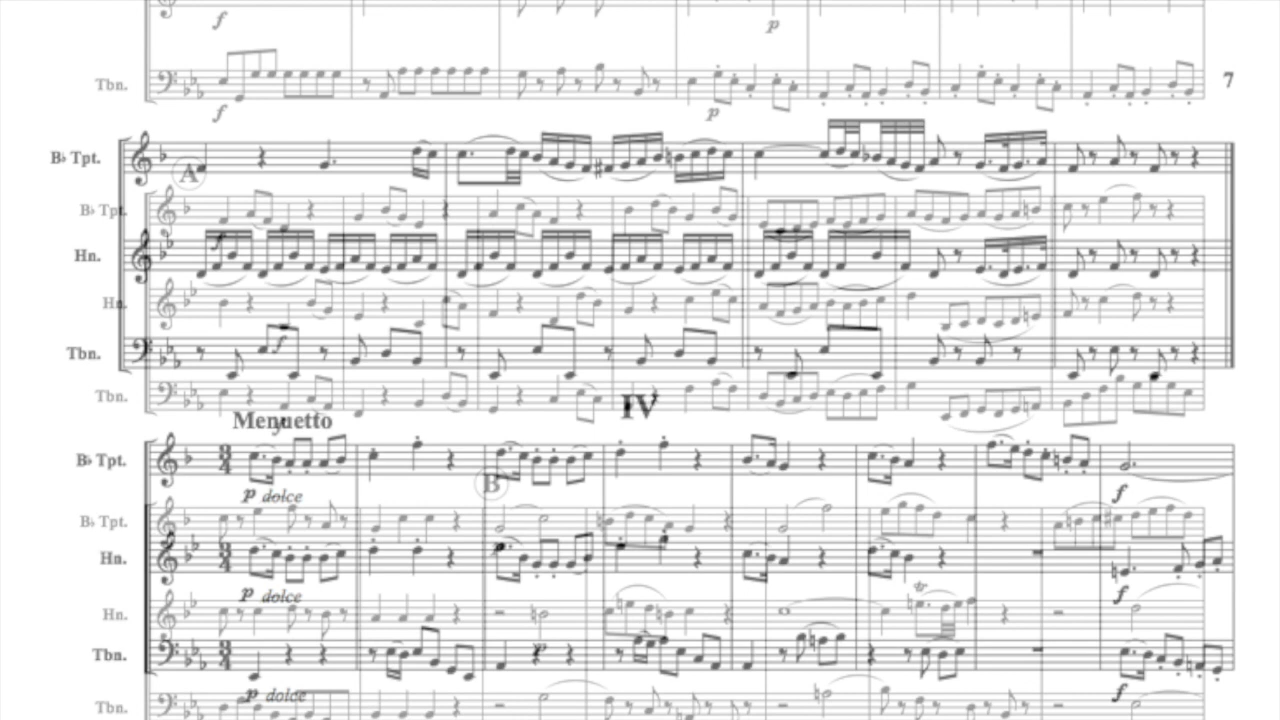 f p
Tbn.
7
f p
B♭ Tpt.
A
B♭ Tpt.
f
Hn.
Hn.
f
Tbn.
Tbn.
IV
Menuetto
B♭ Tpt.
B
p dolce
f
B♭ Tpt.
p
Hn.
p dolce
f
tr
Hn.
Tbn.
p
p dolce
f
Tbn.